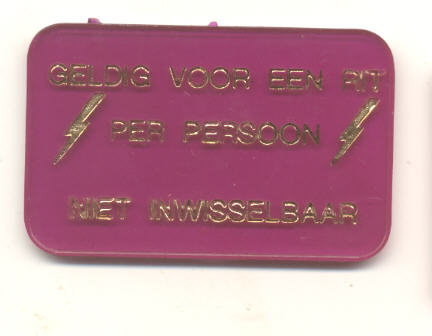 GELDIG VOOR EEN RIT
PER PERSOON
NIET INWISSELBAAR